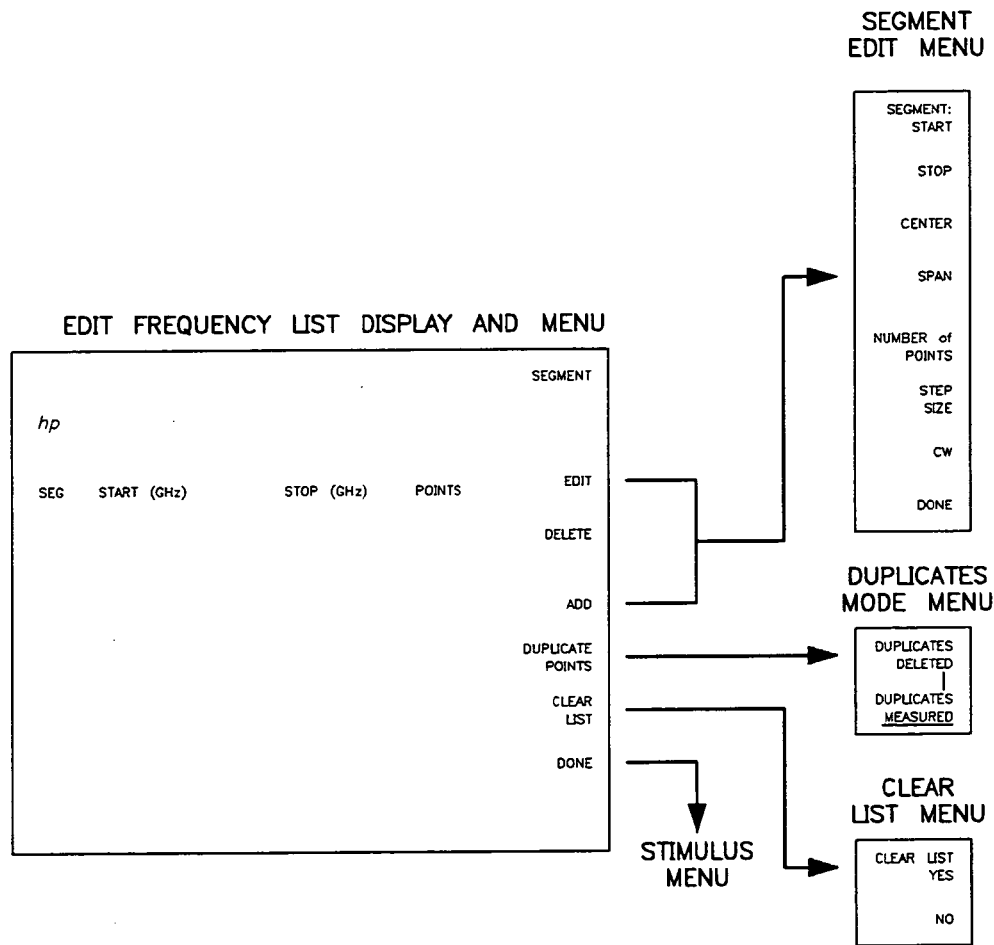 SEGMENT
EDIT MENU
SEGMENT:
START
STOP
CENTER
SPAN
NUMBER of
POINTS
STEP
SIZE
CW
DONE
EDIT FREQUENCY LIST DISPLAY AND MENU
SEGMENT
hp
SEG START (GHz) STOP (GHz) POINTS EDIT
DELETE
ADD
DUPLICATE
POINTS
CLEAR
LIST
DONE
DUPLICATES
MODE MENU
DUPLICATES
DELETED
DUPLICATES
MEASURED
STIMULUS
MENU
CLEAR
LIST MENU
CLEAR LIST
YES
NO